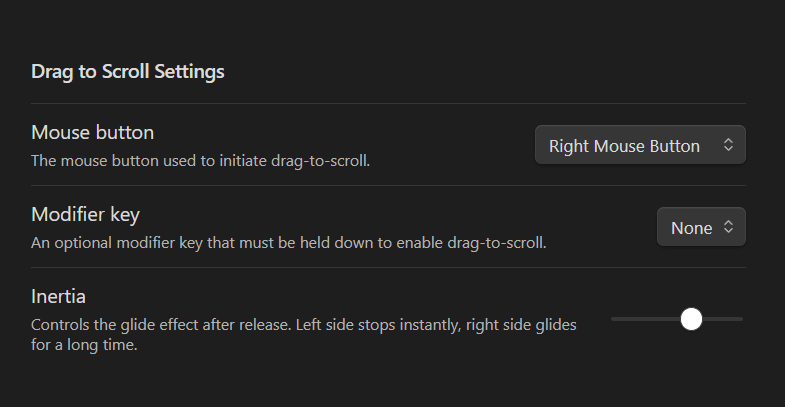 Drag to Scroll Settings
Mouse button
The mouse button used to initiate drag-to-scroll.
Right Mouse Button
Modifier key
An optional modifier key that must be held down to enable drag-to-scroll.
None
Inertia
Controls the glide effect after release. Left side stops instantly, right side glides
for a long time.